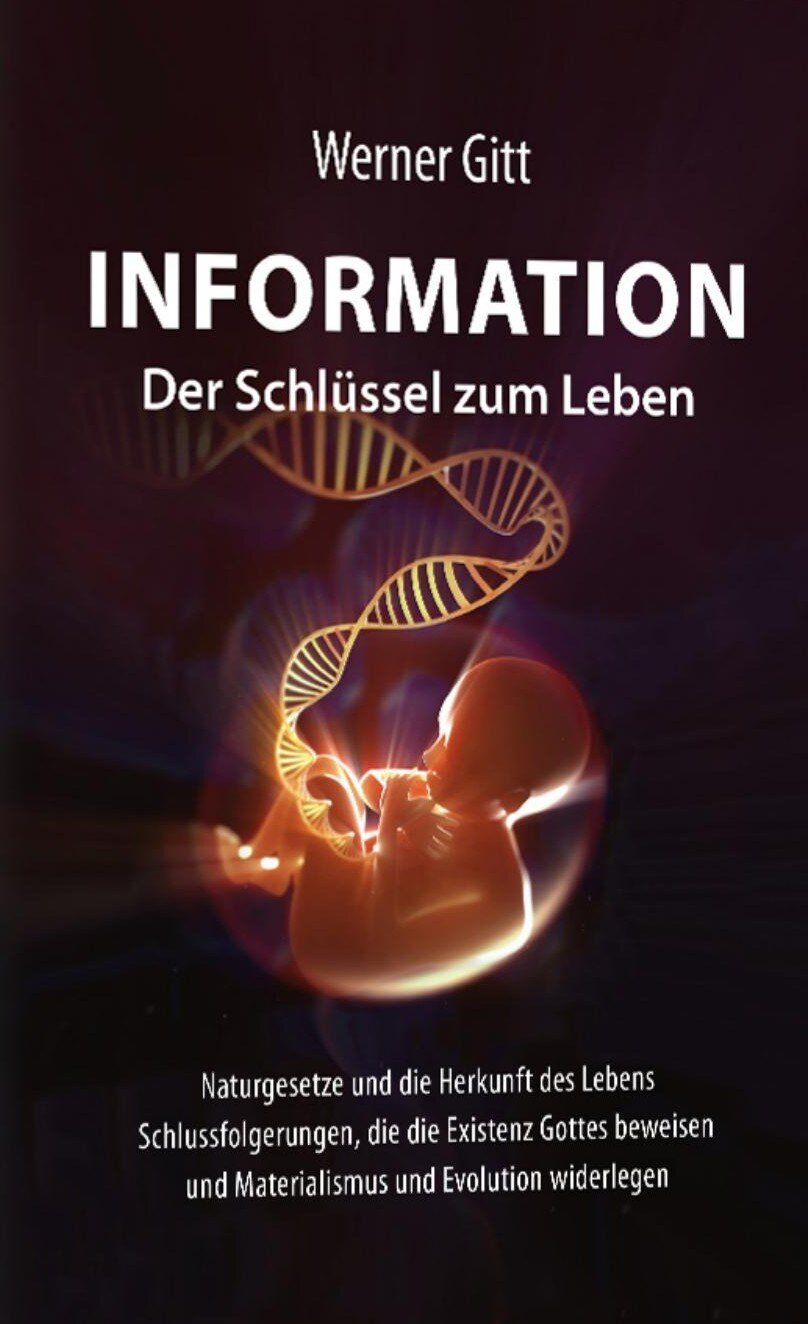 Werner Gitt
INFORMATION
Der Schlüssel zum Leben
Naturgesetze und die Herkunft des Lebens
Schlussfolgerungen, die die Existenz Gottes beweisen
und Materialismus und Evolution widerlegen